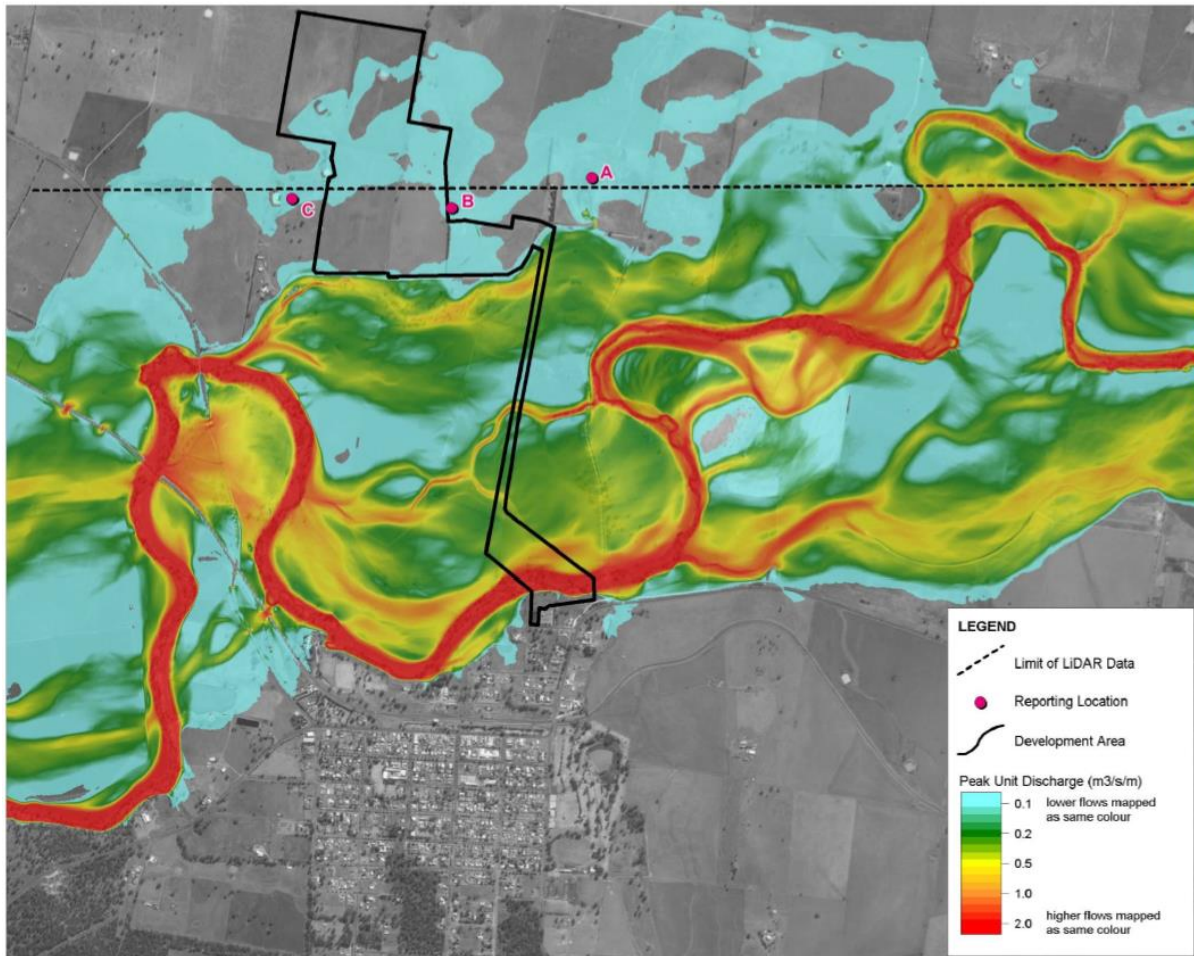 A
B
C
LEGEND
Limit of LiDAR Data
Reporting Location
Development Area
Peak Unit Discharge (m3/s/m)
0.1 lower flows mapped
as same colour
0.2
0.5
1.0
2.0 higher flows mapped
as same colour